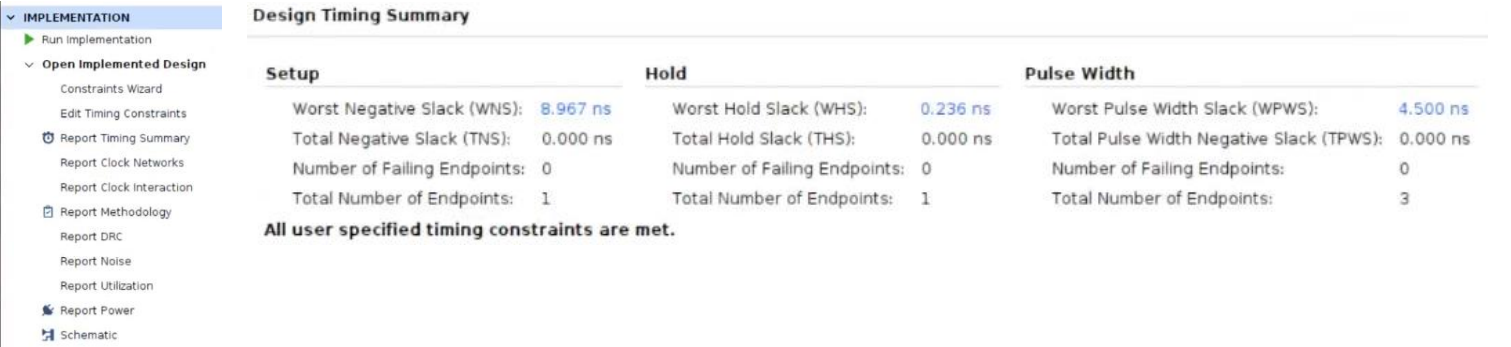 IMPLEMENTATION
Run Implementation
Open Implemented Design
Constraints Wizard
Edit Timing Constraints
Report Timing Summary
Report Clock Networks
Report Clock Interaction
Report Methodology
Report DRC
Report Noise
Report Utilization
Report Power
Schematic
Design Timing Summary
Setup
Worst Negative Slack (WNS): 8.967 ns
Total Negative Slack (TNS): 0.000 ns
Number of Failing Endpoints: 0
Total Number of Endpoints: 1
Hold
Worst Hold Slack (WHS): 0.236 ns
Total Hold Slack (THS): 0.000 ns
Number of Failing Endpoints: 0
Total Number of Endpoints: 1
Pulse Width
Worst Pulse Width Slack (WPWS): 4.500 ns
Total Pulse Width Negative Slack (TPWS): 0.000 ns
Number of Failing Endpoints: 0
Total Number of Endpoints: 3
All user specified timing constraints are met.